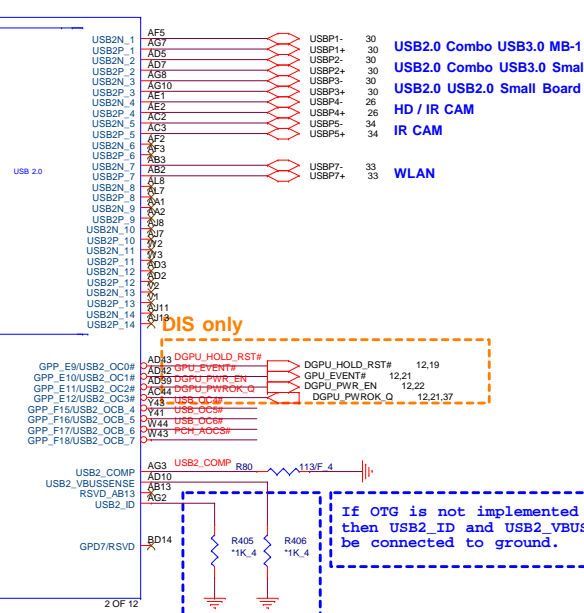 USB2N_1 AF5 USBP1- 30
USB2P_1 AG7 USBP1+ 30 USB2.0 Combo USB3.0 MB-1
USB2N_2 AD5 USBP2- 30
USB2P_2 AD7 USBP2+ 30 USB2.0 Combo USB3.0 Smal
USB2N_3 AG8 USBP3- 30
USB2P_3 AG10 USBP3+ 30 USB2.0 USB2.0 Small Board
USB2N_4 AE1 USBP4- 26
USB2P_4 AE2 USBP4+ 26 HD / IR CAM
USB2N_5 AC2 USBP5- 34
USB2P_5 AC3 USBP5+ 34 IR CAM
USB2N_6 AF2
USB2P_6 AF3
USB 2.0
USB2N_7 AB3 USBP7- 33
USB2P_7 AB2 USBP7+ 33 WLAN
USB2N_8 AL8
USB2P_8 AL7
USB2N_9 AA1
USB2P_9 AA2
USB2N_10 AJ8
USB2P_10 AJ7
USB2N_11 W2
USB2P_11 W3
USB2N_12 AD3
USB2P_12 AD2
USB2N_13 V2
USB2P_13 V1
USB2N_14 AJ11
USB2P_14 AJ13
DIS only
GPP_E9/USB2_OC0# AD43 DGPU_HOLD_RST# DGPU_HOLD_RST# 12,19
GPP_E10/USB2_OC1# AD42 GPU_EVENT# GPU_EVENT# 12,21
GPP_E11/USB2_OC2# AD39 DGPU_PWR_EN DGPU_PWR_EN 12,22
GPP_E12/USB2_OC3# AC44 DGPU_PWROK_Q DGPU_PWROK_Q 12,21,37
GPP_F15/USB2_OCB_4 Y43 USB_OC4#
GPP_F16/USB2_OCB_5 Y41 USB_OC5#
GPP_F17/USB2_OCB_6 W44 USB_OC6#
GPP_F18/USB2_OCB_7 W43 PCH_AOCS#
USB2_COMP AG3 USB2_COMP R80 113/F_4
USB2_VBUSSENSE AD10
RSVD_AB13 AB13
USB2_ID AG2
If OTG is not implemented
then USB2_ID and USB2_VBUS
be connected to ground.
R405 R406
*1K_4 *1K_4
GPD7/RSVD BD14
2 OF 12